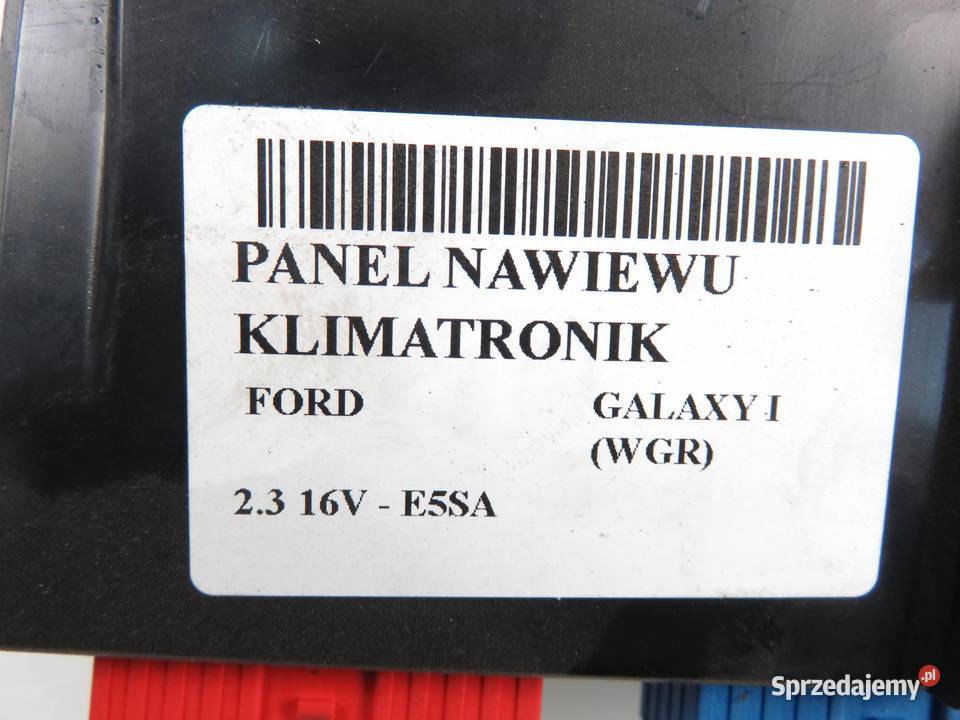 PANEL NAWIEWU
KLIMATRONIK
FORD GALAXY I
(WGR)
2.3 16V - E5SA
Sprzedajemy.pl